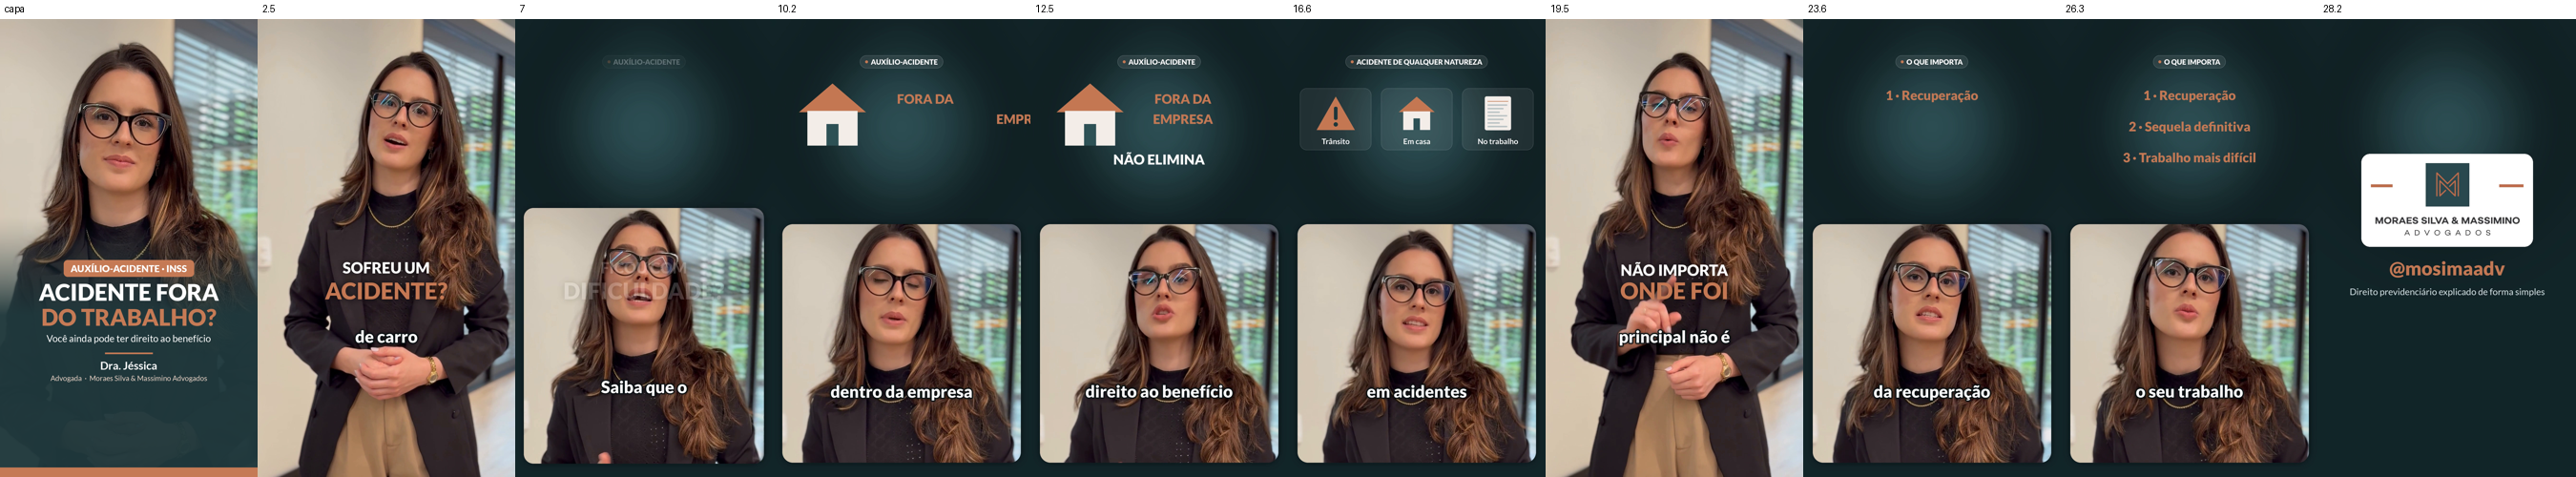 capa
2.5
7
10.2
12.5
16.6
19.5
23.6
26.3
28.2
AUXÍLIO-ACIDENTE • INSS
ACIDENTE FORA
DO TRABALHO?
Você ainda pode ter direito ao benefício
Dra. Jéssica
Advogada · Moraes Silva & Massimino Advogados
SOFREU UM
ACIDENTE?
de carro
• AUXÍLIO-ACIDENTE
DIFICULDADE
Saiba que o
• AUXÍLIO-ACIDENTE
FORA DA
EMPR
dentro da empresa
• AUXÍLIO-ACIDENTE
FORA DA
EMPRESA
NÃO ELIMINA
direito ao benefício
• ACIDENTE DE QUALQUER NATUREZA
Trânsito
Em casa
No trabalho
em acidentes
NÃO IMPORTA
ONDE FOI
principal não é
• O QUE IMPORTA
1 • Recuperação
da recuperação
• O QUE IMPORTA
1 • Recuperação
2 • Sequela definitiva
3 • Trabalho mais difícil
o seu trabalho
MORAES SILVA & MASSIMINO
ADVOGADOS
@mosimaadv
Direito previdenciário explicado de forma simples